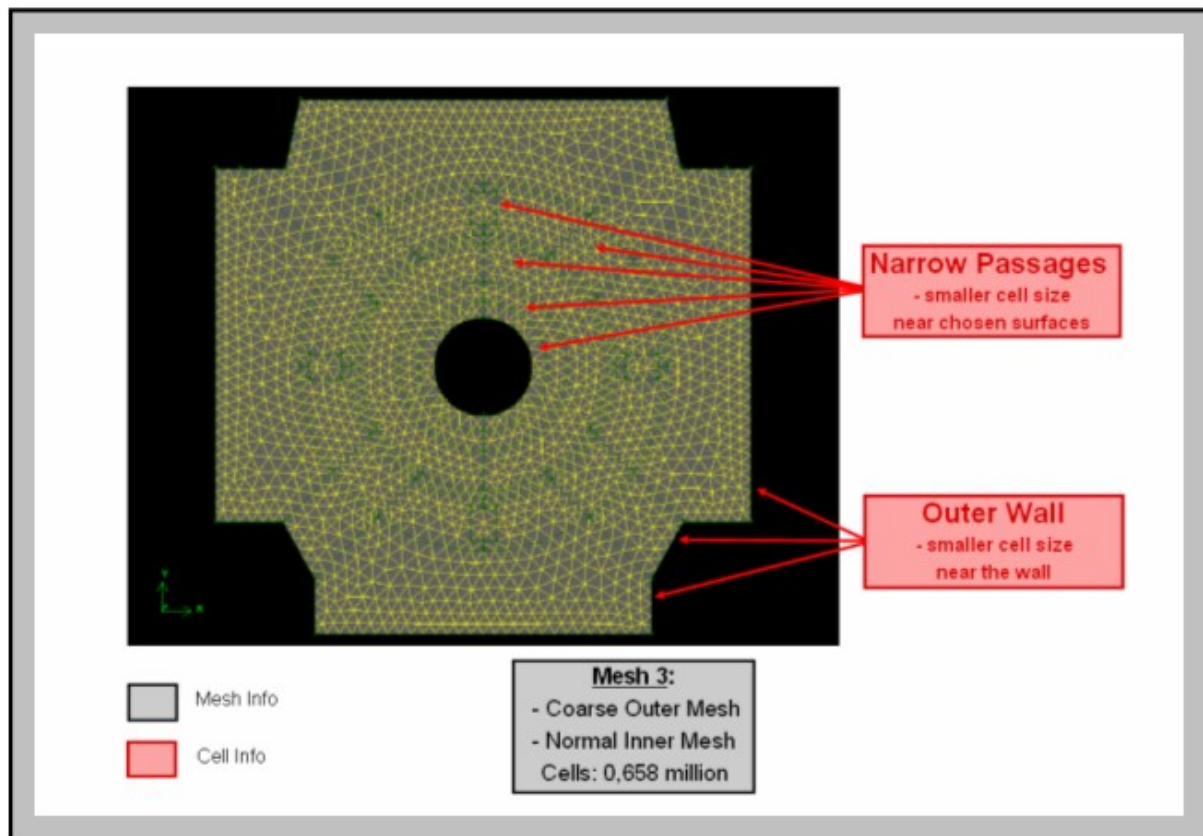 Narrow Passages
- smaller cell size
near chosen surfaces
Outer Wall
- smaller cell size
near the wall
Y
X
Mesh Info
Cell Info
Mesh 3:
- Coarse Outer Mesh
- Normal Inner Mesh
Cells: 0,658 million